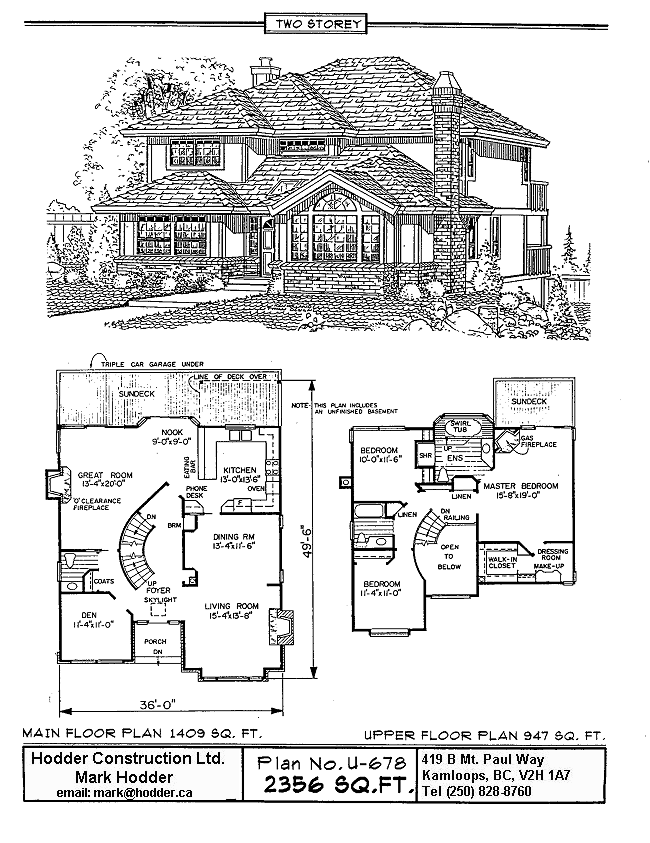 TWO STOREY
TRIPLE CAR GARAGE UNDER
LINE OF DECK OVER
SUNDECK
NOTE- THIS PLAN INCLUDES
AN UNFINISHED BASEMENT
NOOK
9'-0"x9'-0"
EATING
BAR
KITCHEN
13'-0"x13'6"
OVEN
GREAT ROOM
13'-4"x20'0"
'O' CLEARANCE
FIREPLACE
PHONE
DESK
F
DN
BRM
DINING RM
13'-4"x11'-6"
UP
COATS
FOYER
SKYLIGHT
LIVING ROOM
15'-4"x13'-8"
DEN
11'-4"x11'-0"
PORCH
DN
49'-6"
36'-0"
SUNDECK
SWIRL
TUB
GAS
FIREPLACE
BEDROOM
10'-0"x11'-6"
SHR
UP
ENS
MASTER BEDROOM
15'-8"x19'-0"
LINEN
LINEN
DN
RAILING
OPEN
TO
BELOW
WALK-IN
CLOSET
DRESSING
ROOM
MAKE-UP
BEDROOM
11'-4"x11'-0"
MAIN FLOOR PLAN 1409 SQ. FT.
UPPER FLOOR PLAN 947 SQ. FT.
Hodder Construction Ltd.
Mark Hodder
email: mark@hodder.ca
Plan No. U-678
2356 SQ.FT.
419 B Mt. Paul Way
Kamloops, BC, V2H 1A7
Tel (250) 828-8760